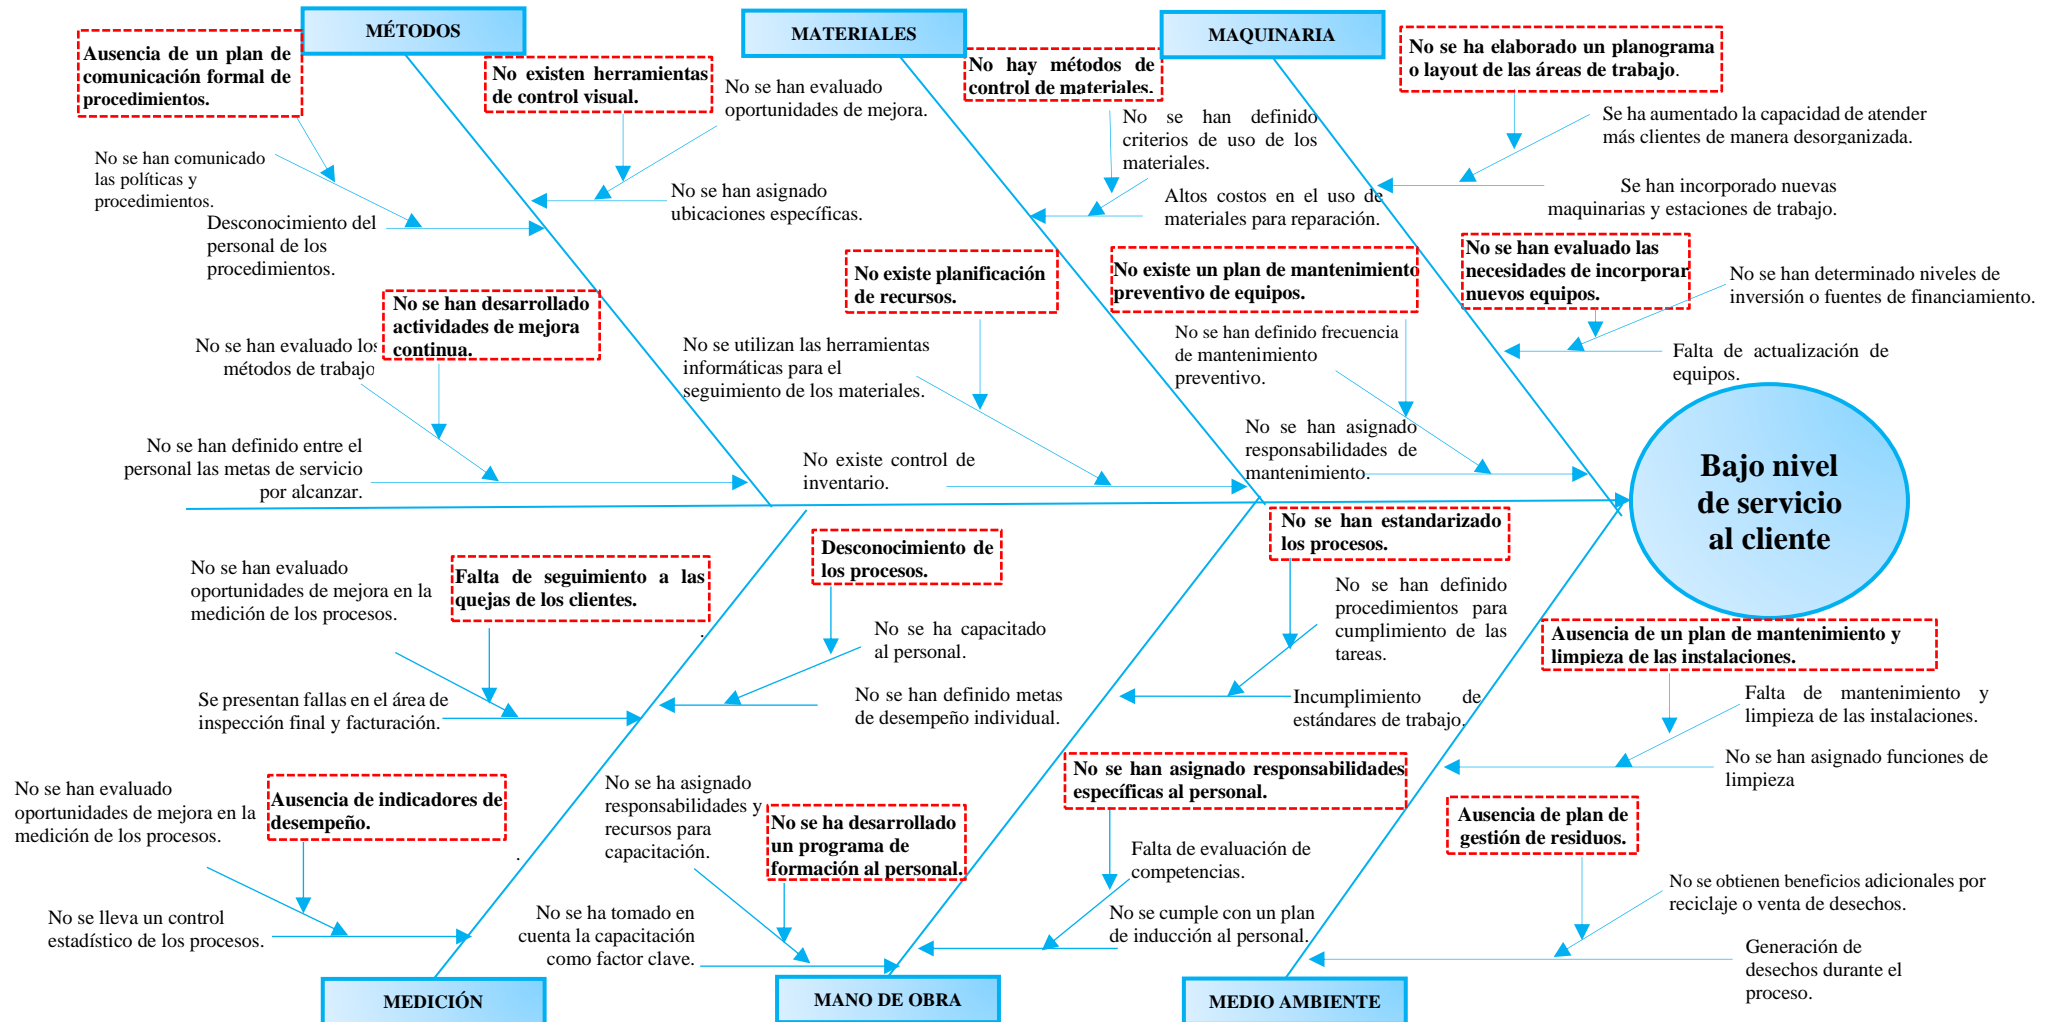 MÉTODOS
MATERIALES
MAQUINARIA
Ausencia de un plan de
comunicación formal de
procedimientos.
No existen herramientas
de control visual.
No se han evaluado
oportunidades de mejora.
No se han comunicado
las políticas y
procedimientos.
No se han asignado
ubicaciones específicas.
Desconocimiento del
personal de los
procedimientos.
No se han desarrollado
actividades de mejora
continua.
No se han evaluado los
métodos de trabajo
No se han definido entre el
personal las metas de servicio
por alcanzar.
No hay métodos de
control de materiales.
No se han definido
criterios de uso de los
materiales.
Altos costos en el uso de
materiales para reparación.
No existe planificación
de recursos.
No se utilizan las herramientas
informáticas para el
seguimiento de los materiales.
No existe control de
inventario.
No se ha elaborado un planograma
o layout de las áreas de trabajo.
Se ha aumentado la capacidad de atender
más clientes de manera desorganizada.
Se han incorporado nuevas
maquinarias y estaciones de trabajo.
No existe un plan de mantenimiento
preventivo de equipos.
No se han definido frecuencia
de mantenimiento
preventivo.
No se han asignado
responsabilidades de
mantenimiento.
No se han evaluado las
necesidades de incorporar
nuevos equipos.
No se han determinado niveles de
inversión o fuentes de financiamiento.
Falta de actualización de
equipos.
Bajo nivel
de servicio
al cliente
No se han evaluado
oportunidades de mejora en la
medición de los procesos.
Falta de seguimiento a las
quejas de los clientes.
.
Se presentan fallas en el área de
inspección final y facturación.
No se han evaluado
oportunidades de mejora en la
medición de los procesos.
Ausencia de indicadores de
desempeño.
.
No se lleva un control
estadístico de los procesos.
Desconocimiento de
los procesos.
No se ha capacitado
al personal.
No se han definido metas
de desempeño individual.
No se ha asignado
responsabilidades y
recursos para
capacitación.
No se ha desarrollado
un programa de
formación al personal.
No se ha tomado en
cuenta la capacitación
como factor clave.
No se han estandarizado
los procesos.
No se han definido
procedimientos para
cumplimiento de las
tareas.
Incumplimiento de
estándares de trabajo.
No se han asignado responsabilidades
específicas al personal.
Falta de evaluación de
competencias.
No se cumple con un plan
de inducción al personal.
Ausencia de un plan de mantenimiento y
limpieza de las instalaciones.
Falta de mantenimiento y
limpieza de las instalaciones.
No se han asignado funciones de
limpieza
Ausencia de plan de
gestión de residuos.
No se obtienen beneficios adicionales por
reciclaje o venta de desechos.
Generación de
desechos durante el
proceso.
MEDICIÓN
MANO DE OBRA
MEDIO AMBIENTE